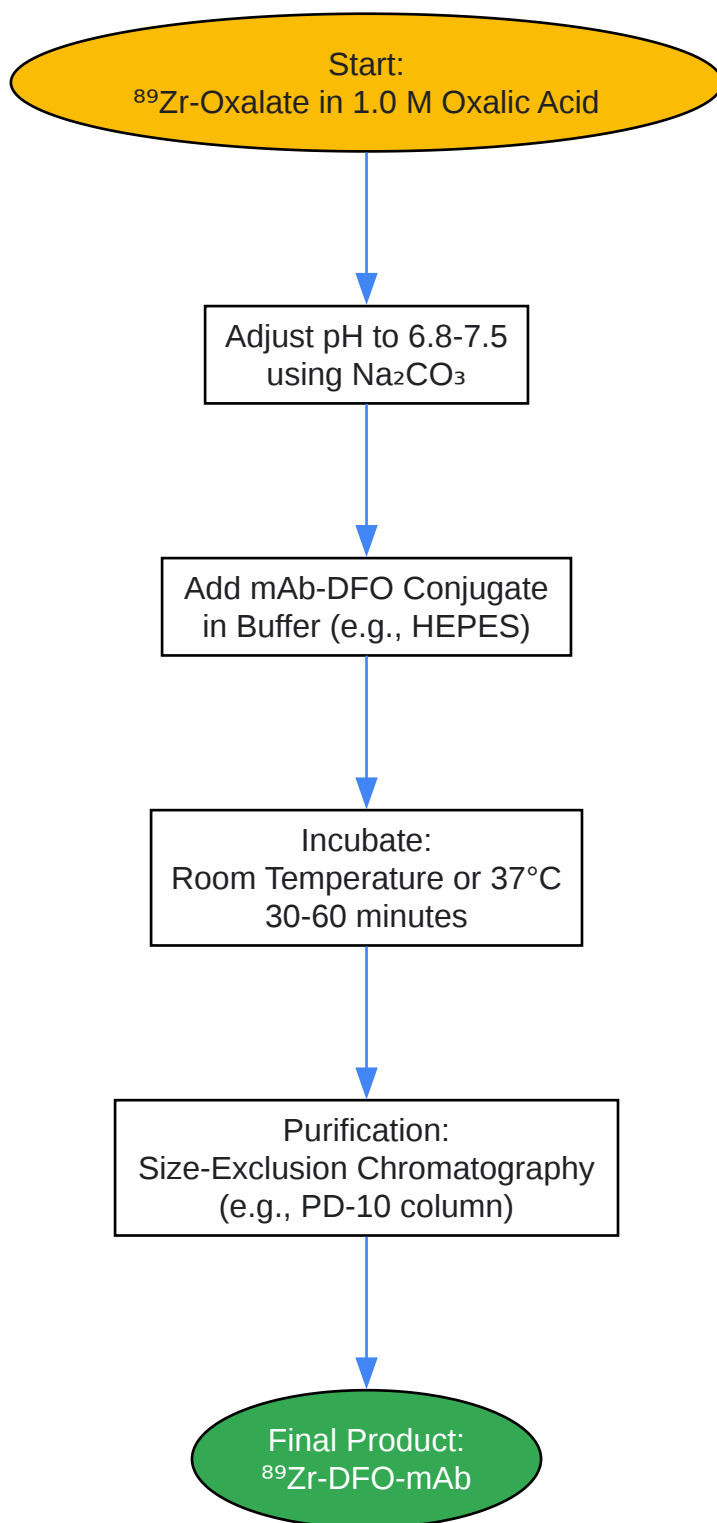 Start:
⁸⁹Zr-Oxalate in 1.0 M Oxalic Acid
Adjust pH to 6.8-7.5
using Na₂CO₃
Add mAb-DFO Conjugate
in Buffer (e.g., HEPES)
Incubate:
Room Temperature or 37°C
30-60 minutes
Purification:
Size-Exclusion Chromatography
(e.g., PD-10 column)
Final Product:
⁸⁹Zr-DFO-mAb